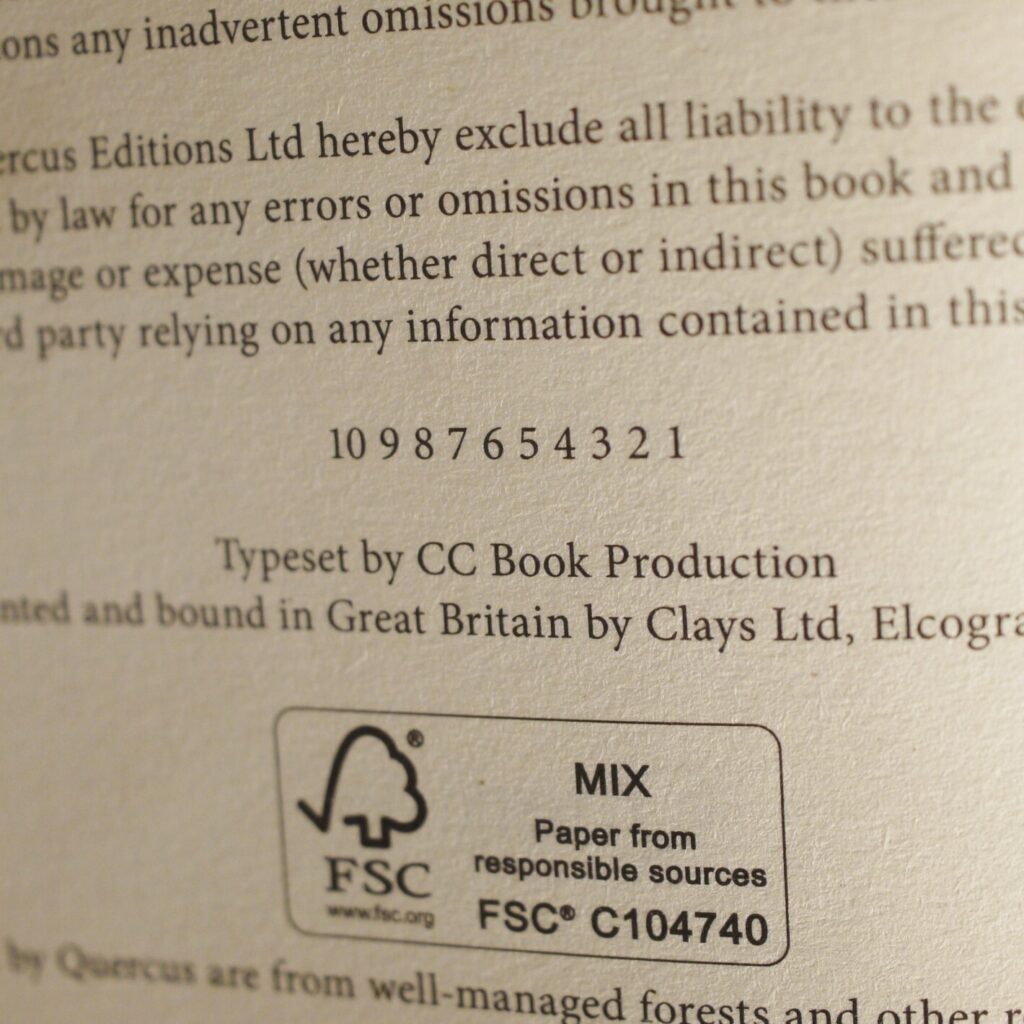 ons any inadvertent omissions brought to
ercus Editions Ltd hereby exclude all liability to the
by law for any errors or omissions in this book and
mage or expense (whether direct or indirect) suffered
rd party relying on any information contained in this
10 9 8 7 6 5 4 3 2 1
Typeset by CC Book Production
nted and bound in Great Britain by Clays Ltd, Elcogra
®
FSC
www.fsc.org
MIX
Paper from
responsible sources
FSC® C104740
by Quercus are from well-managed forests and other r